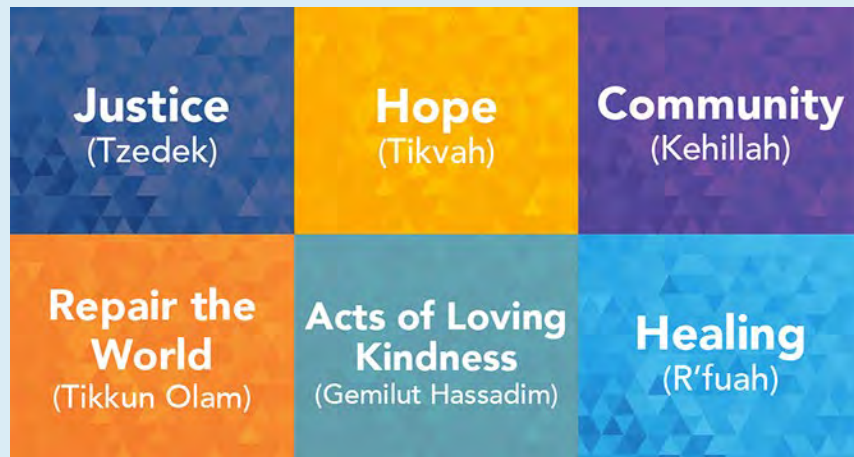 Justice
(Tzedek)
Hope
(Tikvah)
Community
(Kehillah)
Repair the
World
(Tikkun Olam)
Acts of Loving
Kindness
(Gemilut Hassadim)
Healing
(R'fuah)